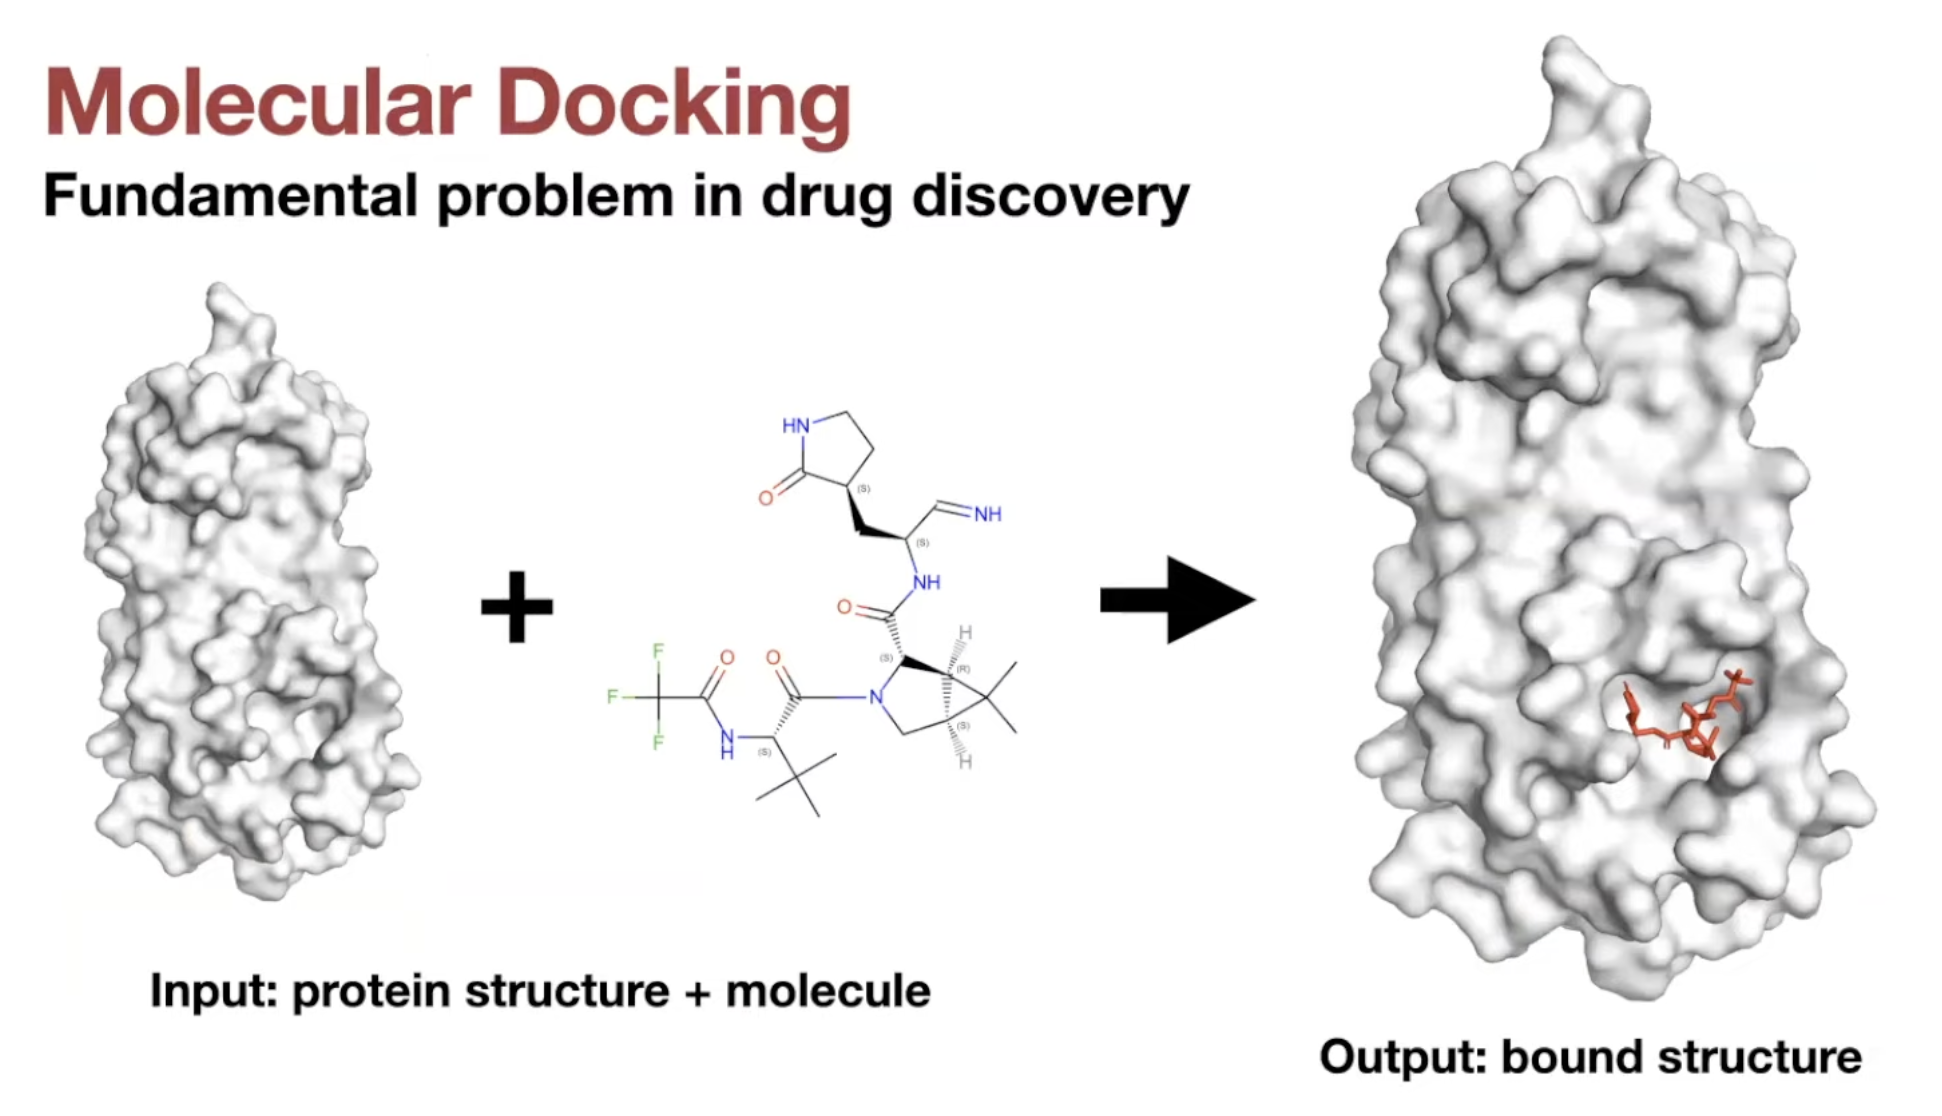 Molecular Docking
Fundamental problem in drug discovery
HN
O
(S)
NH
(S)
NH
O
H
(S)
(R)
F
O
O
F
N
F
(S)
N
H
(S)
H
+
Input: protein structure + molecule
Output: bound structure